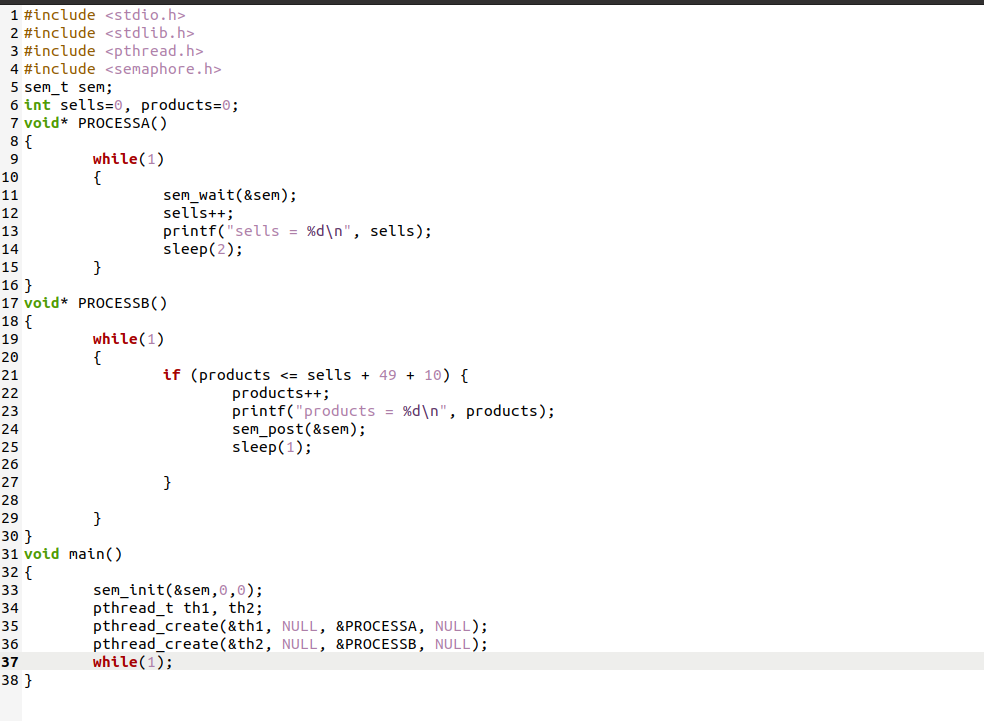 1 #include <stdio.h>
2 #include <stdlib.h>
3 #include <pthread.h>
4 #include <semaphore.h>
5 sem_t sem;
6 int sells=0, products=0;
7 void* PROCESSA()
8 {
9         while(1)
10         {
11                 sem_wait(&sem);
12                 sells++;
13                 printf("sells = %d\n", sells);
14                 sleep(2);
15         }
16 }
17 void* PROCESSB()
18 {
19         while(1)
20         {
21                 if (products <= sells + 49 + 10) {
22                         products++;
23                         printf("products = %d\n", products);
24                         sem_post(&sem);
25                         sleep(1);
26
27                 }
28
29         }
30 }
31 void main()
32 {
33         sem_init(&sem,0,0);
34         pthread_t th1, th2;
35         pthread_create(&th1, NULL, &PROCESSA, NULL);
36         pthread_create(&th2, NULL, &PROCESSB, NULL);
37         while(1);
38 }